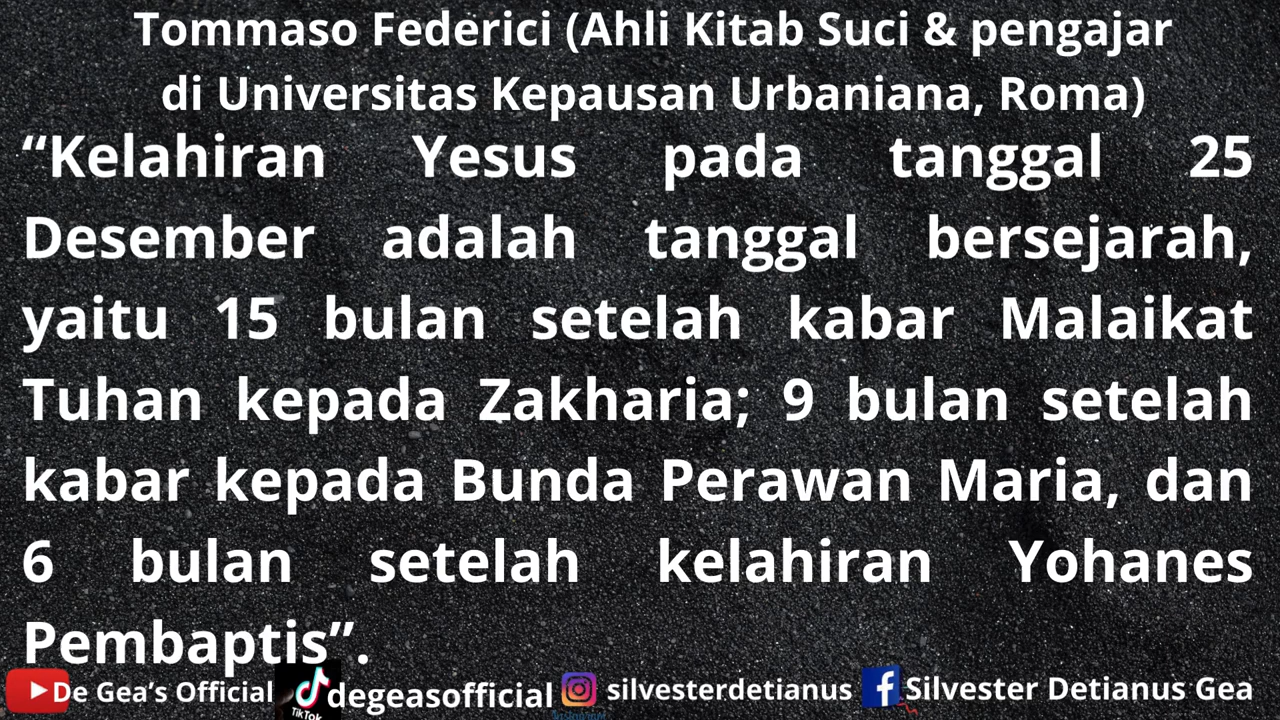 Tommaso Federici (Ahli Kitab Suci & pengajar
di Universitas Kepausan Urbaniana, Roma)
“Kelahiran Yesus pada tanggal 25
Desember adalah tanggal bersejarah,
yaitu 15 bulan setelah kabar Malaikat
Tuhan kepada Zakharia; 9 bulan setelah
kabar kepada Bunda Perawan Maria, dan
6 bulan setelah kelahiran Yohanes
Pembaptis”.
De Gea’s Official TikTok degeasofficial silvesterdetianus Silvester Detianus Gea